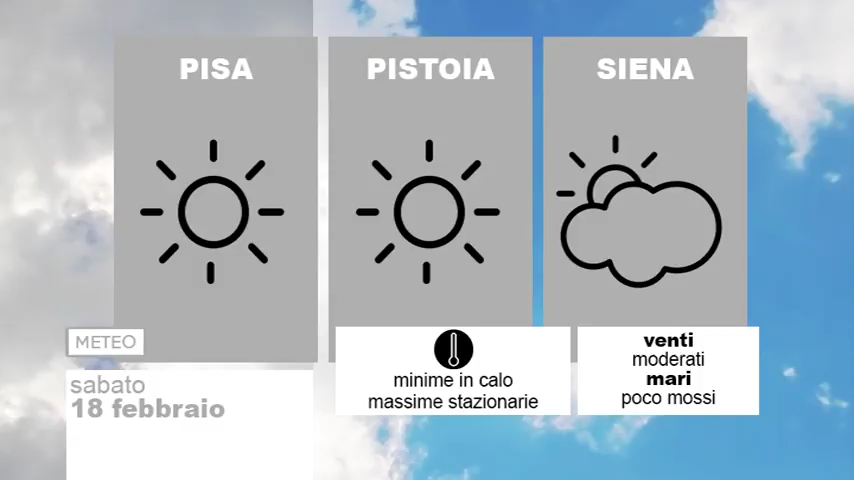 PISA
PISTOIA
SIENA
METEO
sabato
18 febbraio
minime in calo
massime stazionarie
venti
moderati
mari
poco mossi